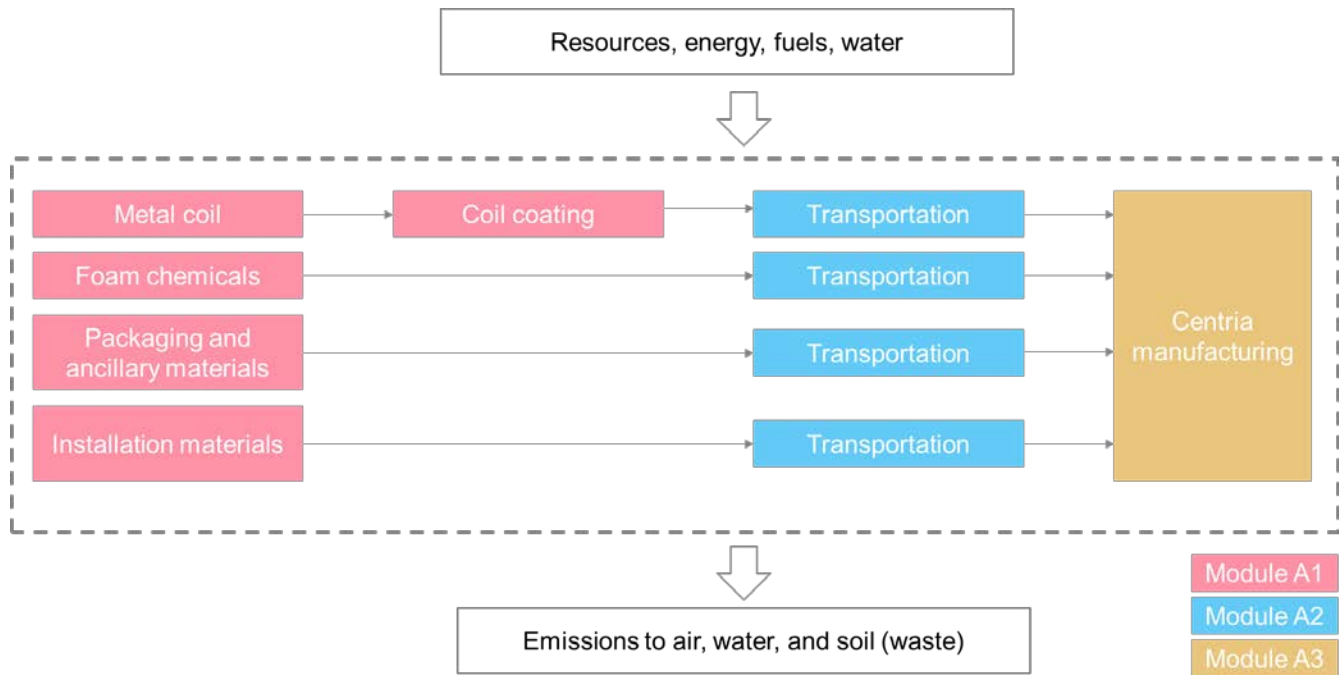 Resources, energy, fuels, water
Metal coil
Coil coating
Transportation
Foam chemicals
Transportation
Packaging and
ancillary materials
Transportation
Installation materials
Transportation
Centria
manufacturing
Emissions to air, water, and soil (waste)
Module A1
Module A2
Module A3